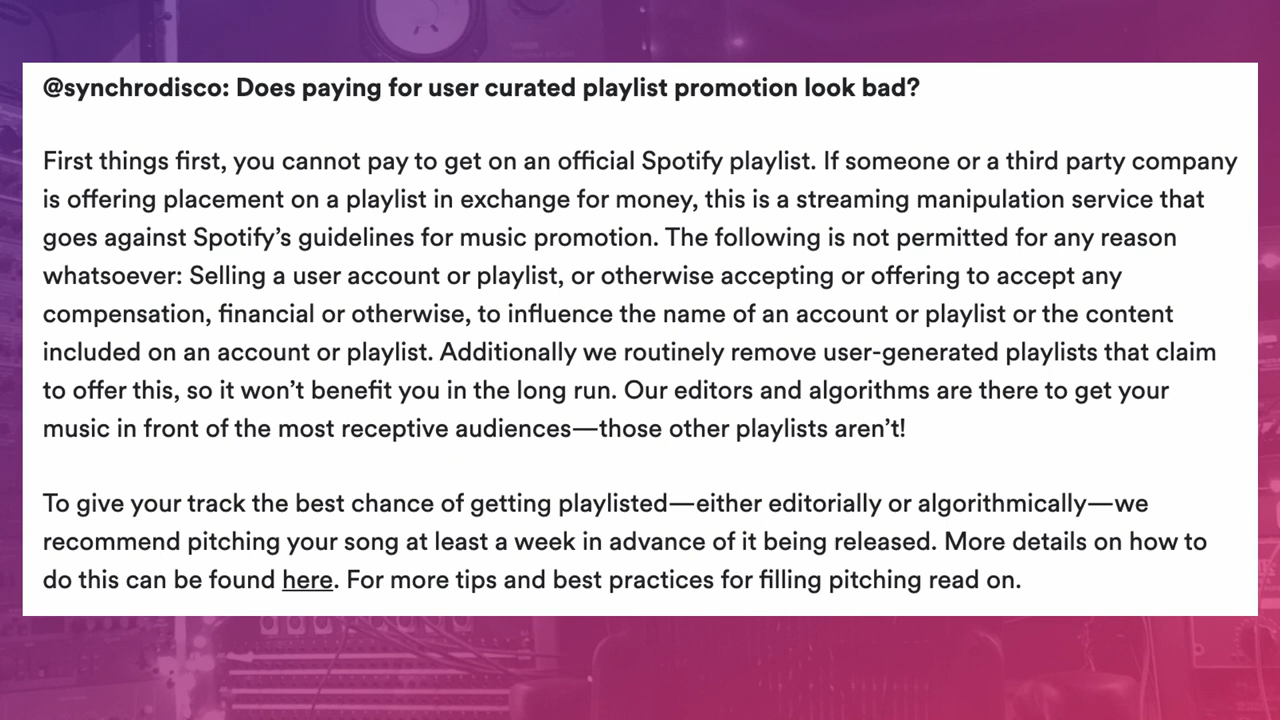 @synchrodisco: Does paying for user curated playlist promotion look bad?
First things first, you cannot pay to get on an official Spotify playlist. If someone or a third party company
is offering placement on a playlist in exchange for money, this is a streaming manipulation service that
goes against Spotify’s guidelines for music promotion. The following is not permitted for any reason
whatsoever: Selling a user account or playlist, or otherwise accepting or offering to accept any
compensation, financial or otherwise, to influence the name of an account or playlist or the content
included on an account or playlist. Additionally we routinely remove user-generated playlists that claim
to offer this, so it won’t benefit you in the long run. Our editors and algorithms are there to get your
music in front of the most receptive audiences—those other playlists aren’t!
To give your track the best chance of getting playlisted—either editorially or algorithmically—we
recommend pitching your song at least a week in advance of it being released. More details on how to
do this can be found here. For more tips and best practices for filling pitching read on.